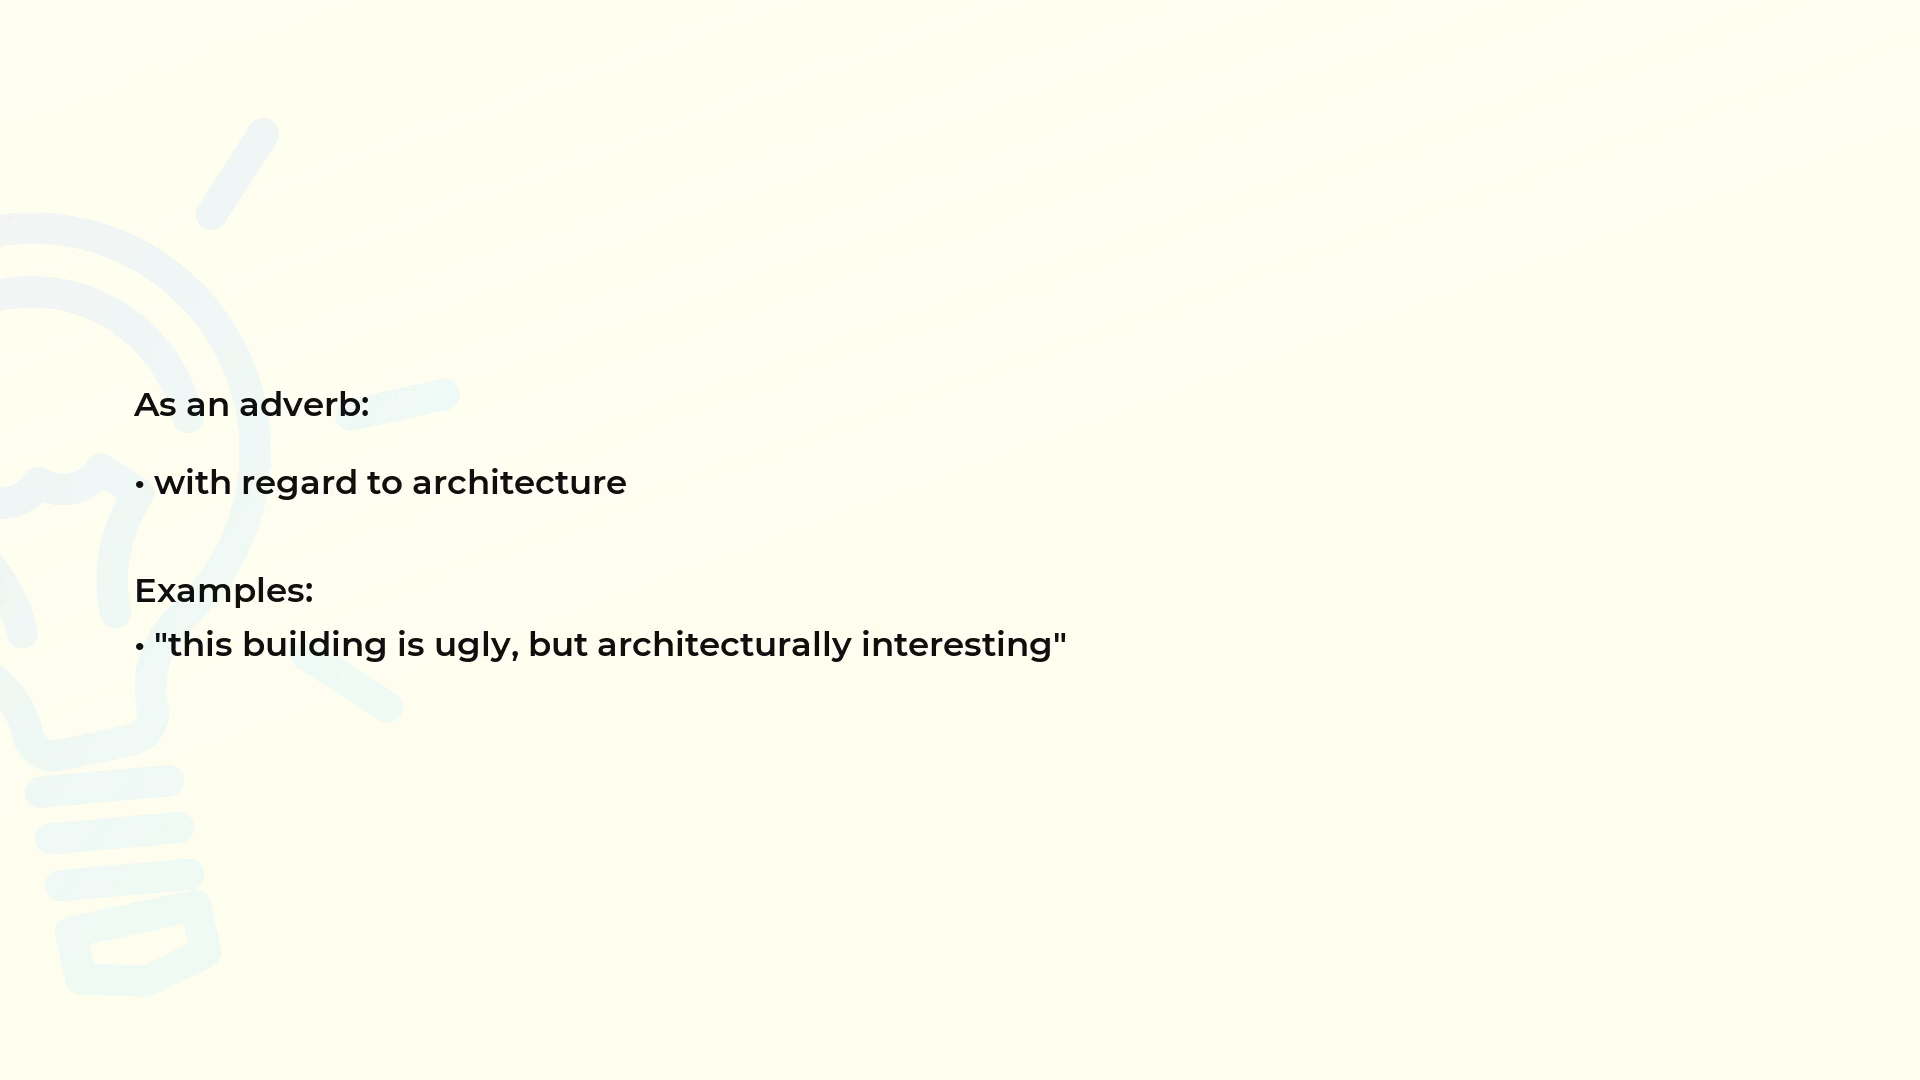 As an adverb:
• with regard to architecture
Examples:
• "this building is ugly, but architecturally interesting"